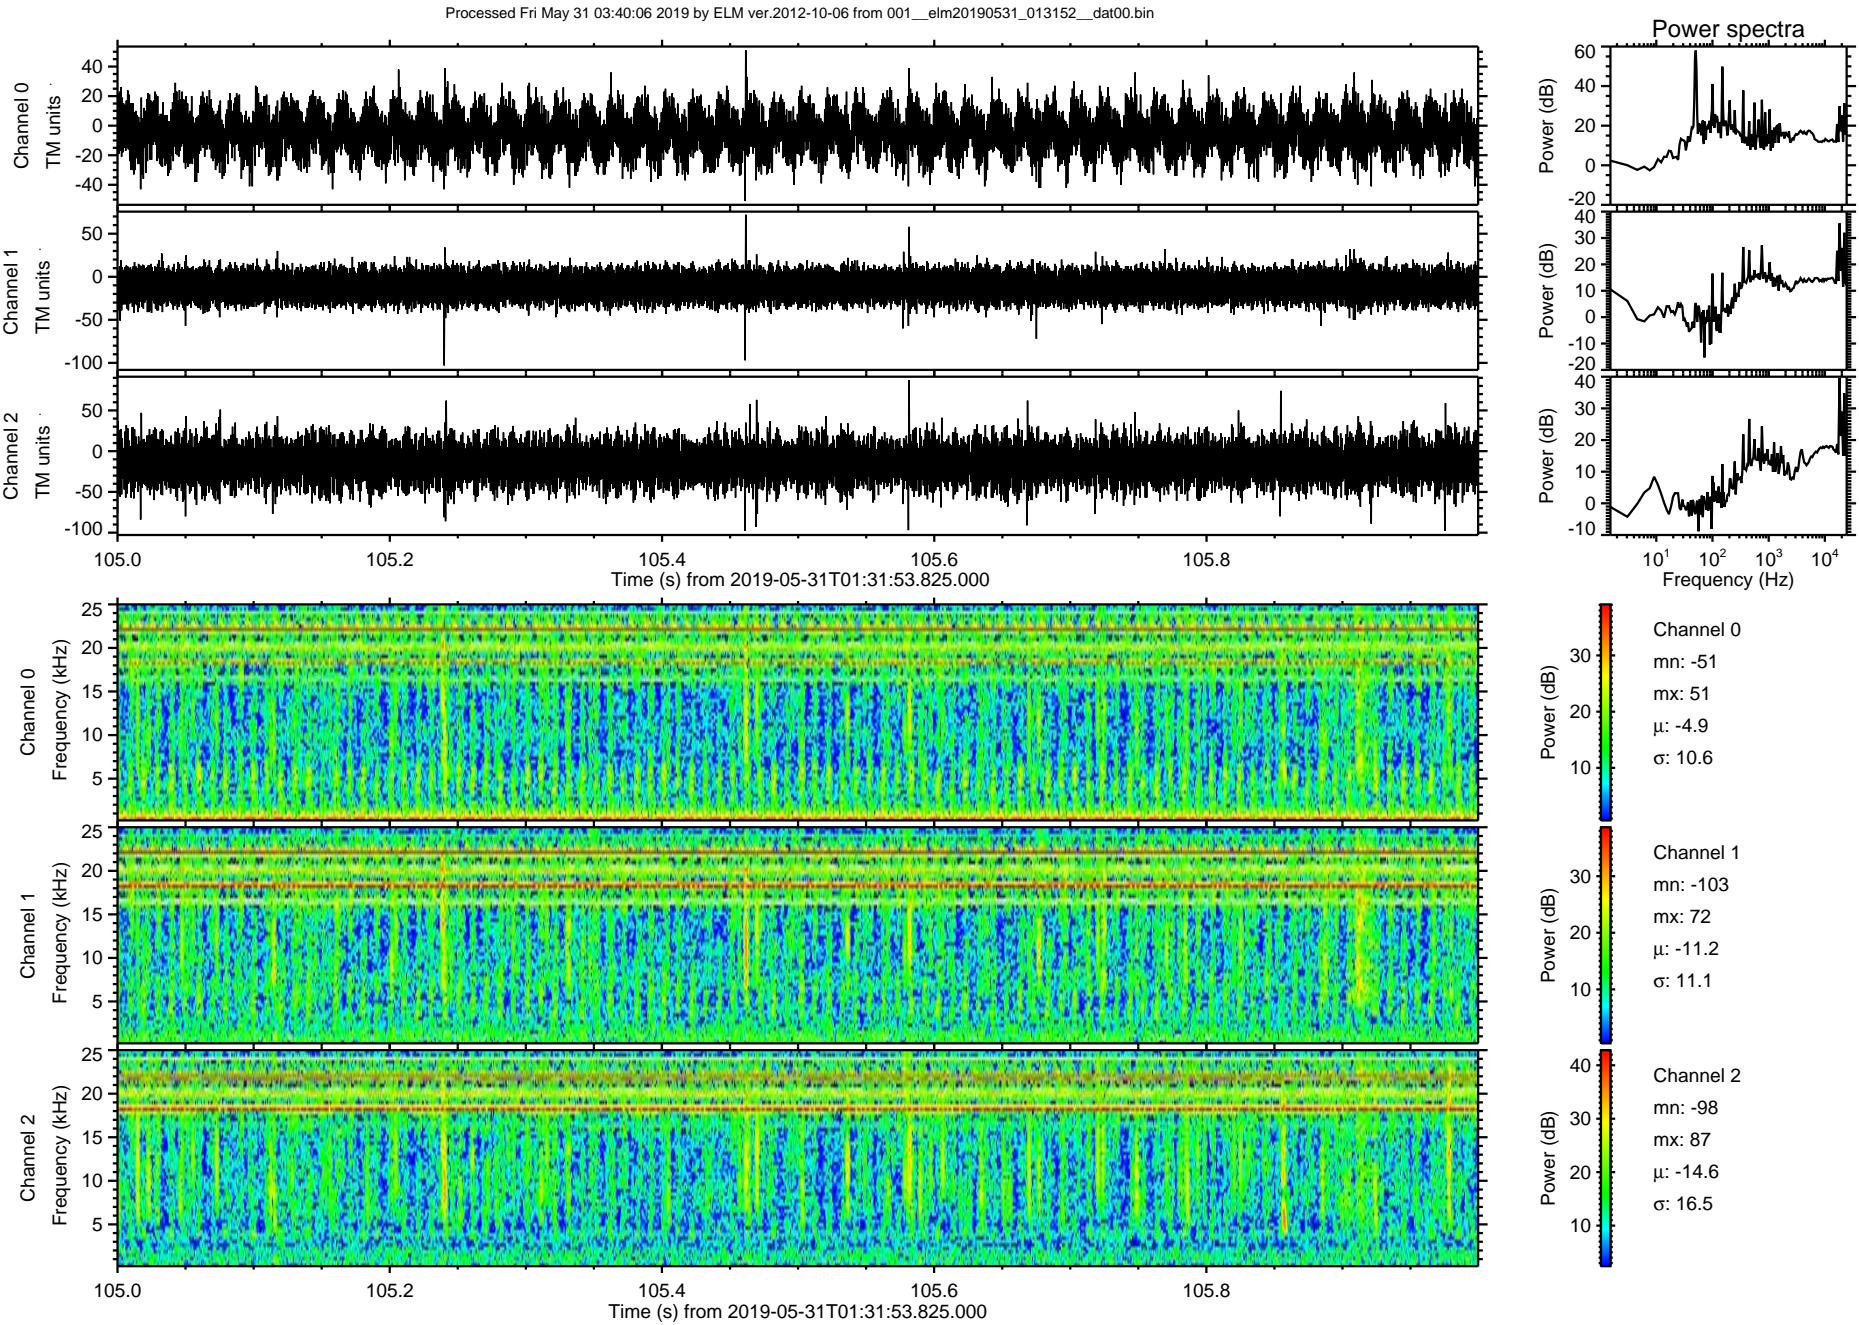 Processed Fri May 31 03:40:06 2019 by ELM ver.2012-10-06 from 001__elm20190531_013152__dat00.bin
Power spectra
Channel 0
TM units
40
20
0
-20
-40
Power (dB)
60
40
20
0
-20
Channel 1
TM units
50
0
-50
-100
Power (dB)
40
30
20
10
0
-10
-20
Channel 2
TM units
50
0
-50
-100
Power (dB)
40
30
20
10
0
-10
105.0 105.2 105.4 105.6 105.8
Time (s) from 2019-05-31T01:31:53.825.000
10^1 10^2 10^3 10^4
Frequency (Hz)
Channel 0
Frequency (kHz)
25
20
15
10
5
Power (dB)
30
20
10
Channel 0
mn: -51
mx: 51
μ: -4.9
σ: 10.6
Channel 1
Frequency (kHz)
25
20
15
10
5
Power (dB)
30
20
10
Channel 1
mn: -103
mx: 72
μ: -11.2
σ: 11.1
Channel 2
Frequency (kHz)
25
20
15
10
5
Power (dB)
40
30
20
10
Channel 2
mn: -98
mx: 87
μ: -14.6
σ: 16.5
105.0 105.2 105.4 105.6 105.8
Time (s) from 2019-05-31T01:31:53.825.000